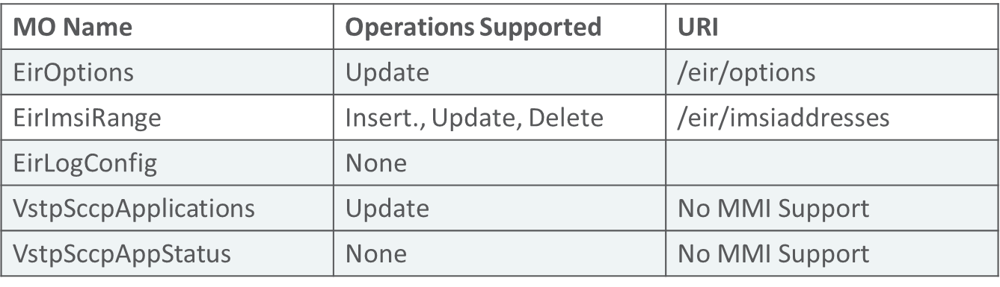 MO Name Operations Supported URI
EirOptions Update /eir/options
EirImsiRange Insert., Update, Delete /eir/imsiaddresses
EirLogConfig None
VstpSccpApplications Update No MMI Support
VstpSccpAppStatus None No MMI Support